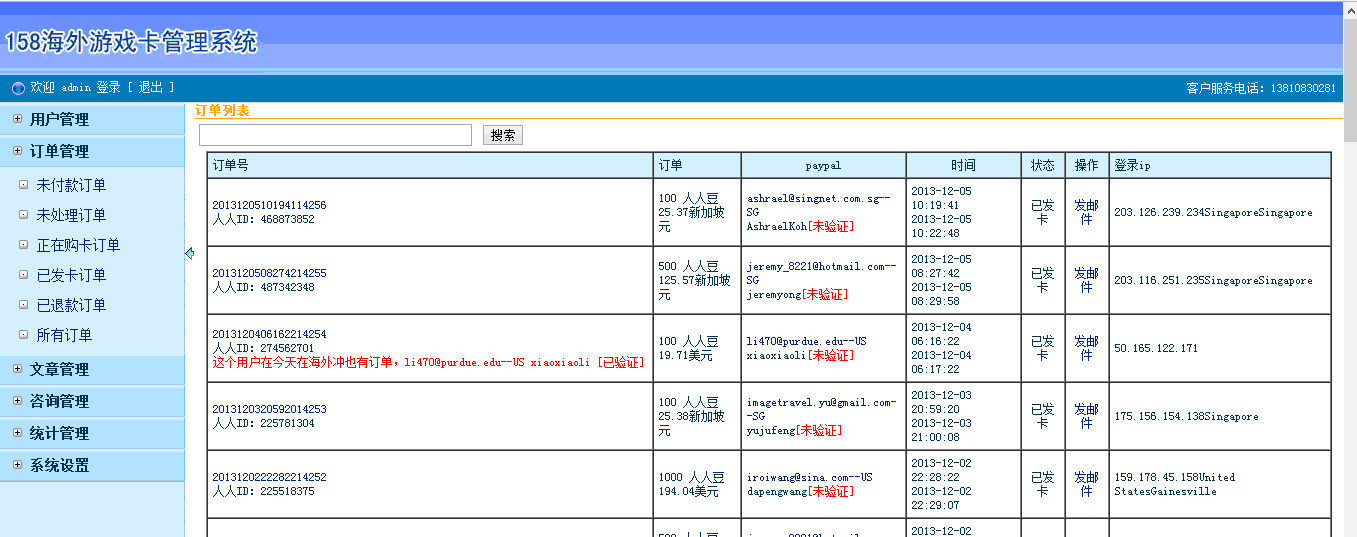 158海外游戏卡管理系统
欢迎 admin 登录 [ 退出 ]
客户服务电话: 13810830281
用户管理
订单管理
未付款订单
未处理订单
正在购卡订单
已发卡订单
已退款订单
所有订单
文章管理
咨询管理
统计管理
系统设置
订单列表
搜索
订单号 订单 paypal 时间 状态 操作 登录ip
2013120510194114256
人人ID: 468873852
100 人人豆
25.37新加坡
元
ashrael@singnet.com.sg--
SG
AshraelKoh[未验证]
2013-12-05
10:19:41
2013-12-05
10:22:48
已发
卡
发邮
件
203.126.239.234SingaporeSingapore
2013120508274214255
人人ID: 487342348
500 人人豆
125.57新加坡
元
jeremy_8221@hotmail.com--
SG
jeremyong[未验证]
2013-12-05
08:27:42
2013-12-05
08:29:58
已发
卡
发邮
件
203.116.251.235SingaporeSingapore
2013120406162214254
人人ID: 274562701
这个用户在今天在海外冲也有订单，li470@purdue.edu--US xiaoxiaoli [已验证]
100 人人豆
19.71美元
li470@purdue.edu--US
xiaoxiaoli[未验证]
2013-12-04
06:16:22
2013-12-04
06:17:22
已发
卡
发邮
件
50.165.122.171
2013120320592014253
人人ID: 225781304
100 人人豆
25.38新加坡
元
imagetravel.yu@gmail.com-
-SG
yujufeng[未验证]
2013-12-03
20:59:20
2013-12-03
21:00:08
已发
卡
发邮
件
175.156.154.138Singapore
2013120222282214252
人人ID: 225518375
1000 人人豆
194.04美元
iroiwang@sina.com--US
dapengwang[未验证]
2013-12-02
22:28:22
2013-12-02
22:29:07
已发
卡
发邮
件
159.178.45.158United
StatesGainesville
2013-12-02